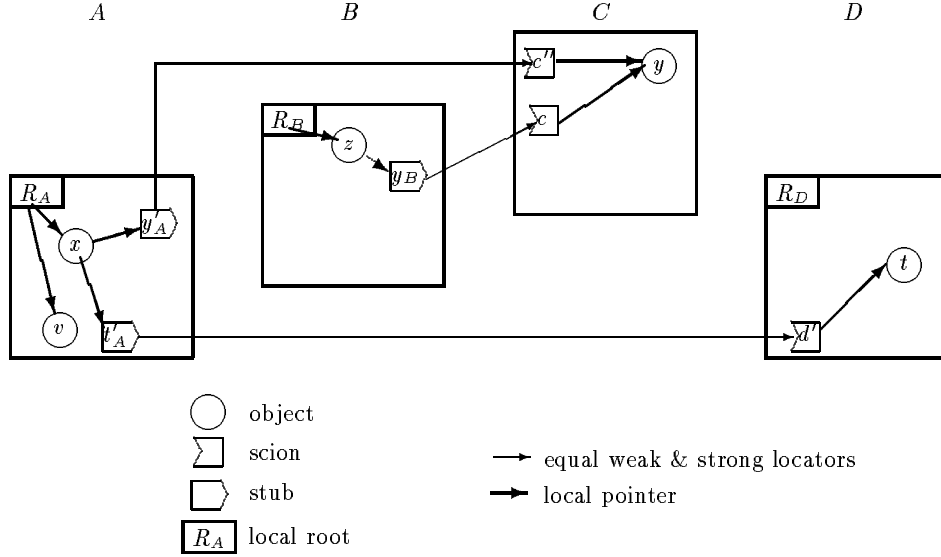 A B C D
c″ y
R_B c
z
y_B
R_A y′_A R_D
x
t
v t′_A d′
object
scion
equal weak & strong locators
stub
local pointer
R_A local root